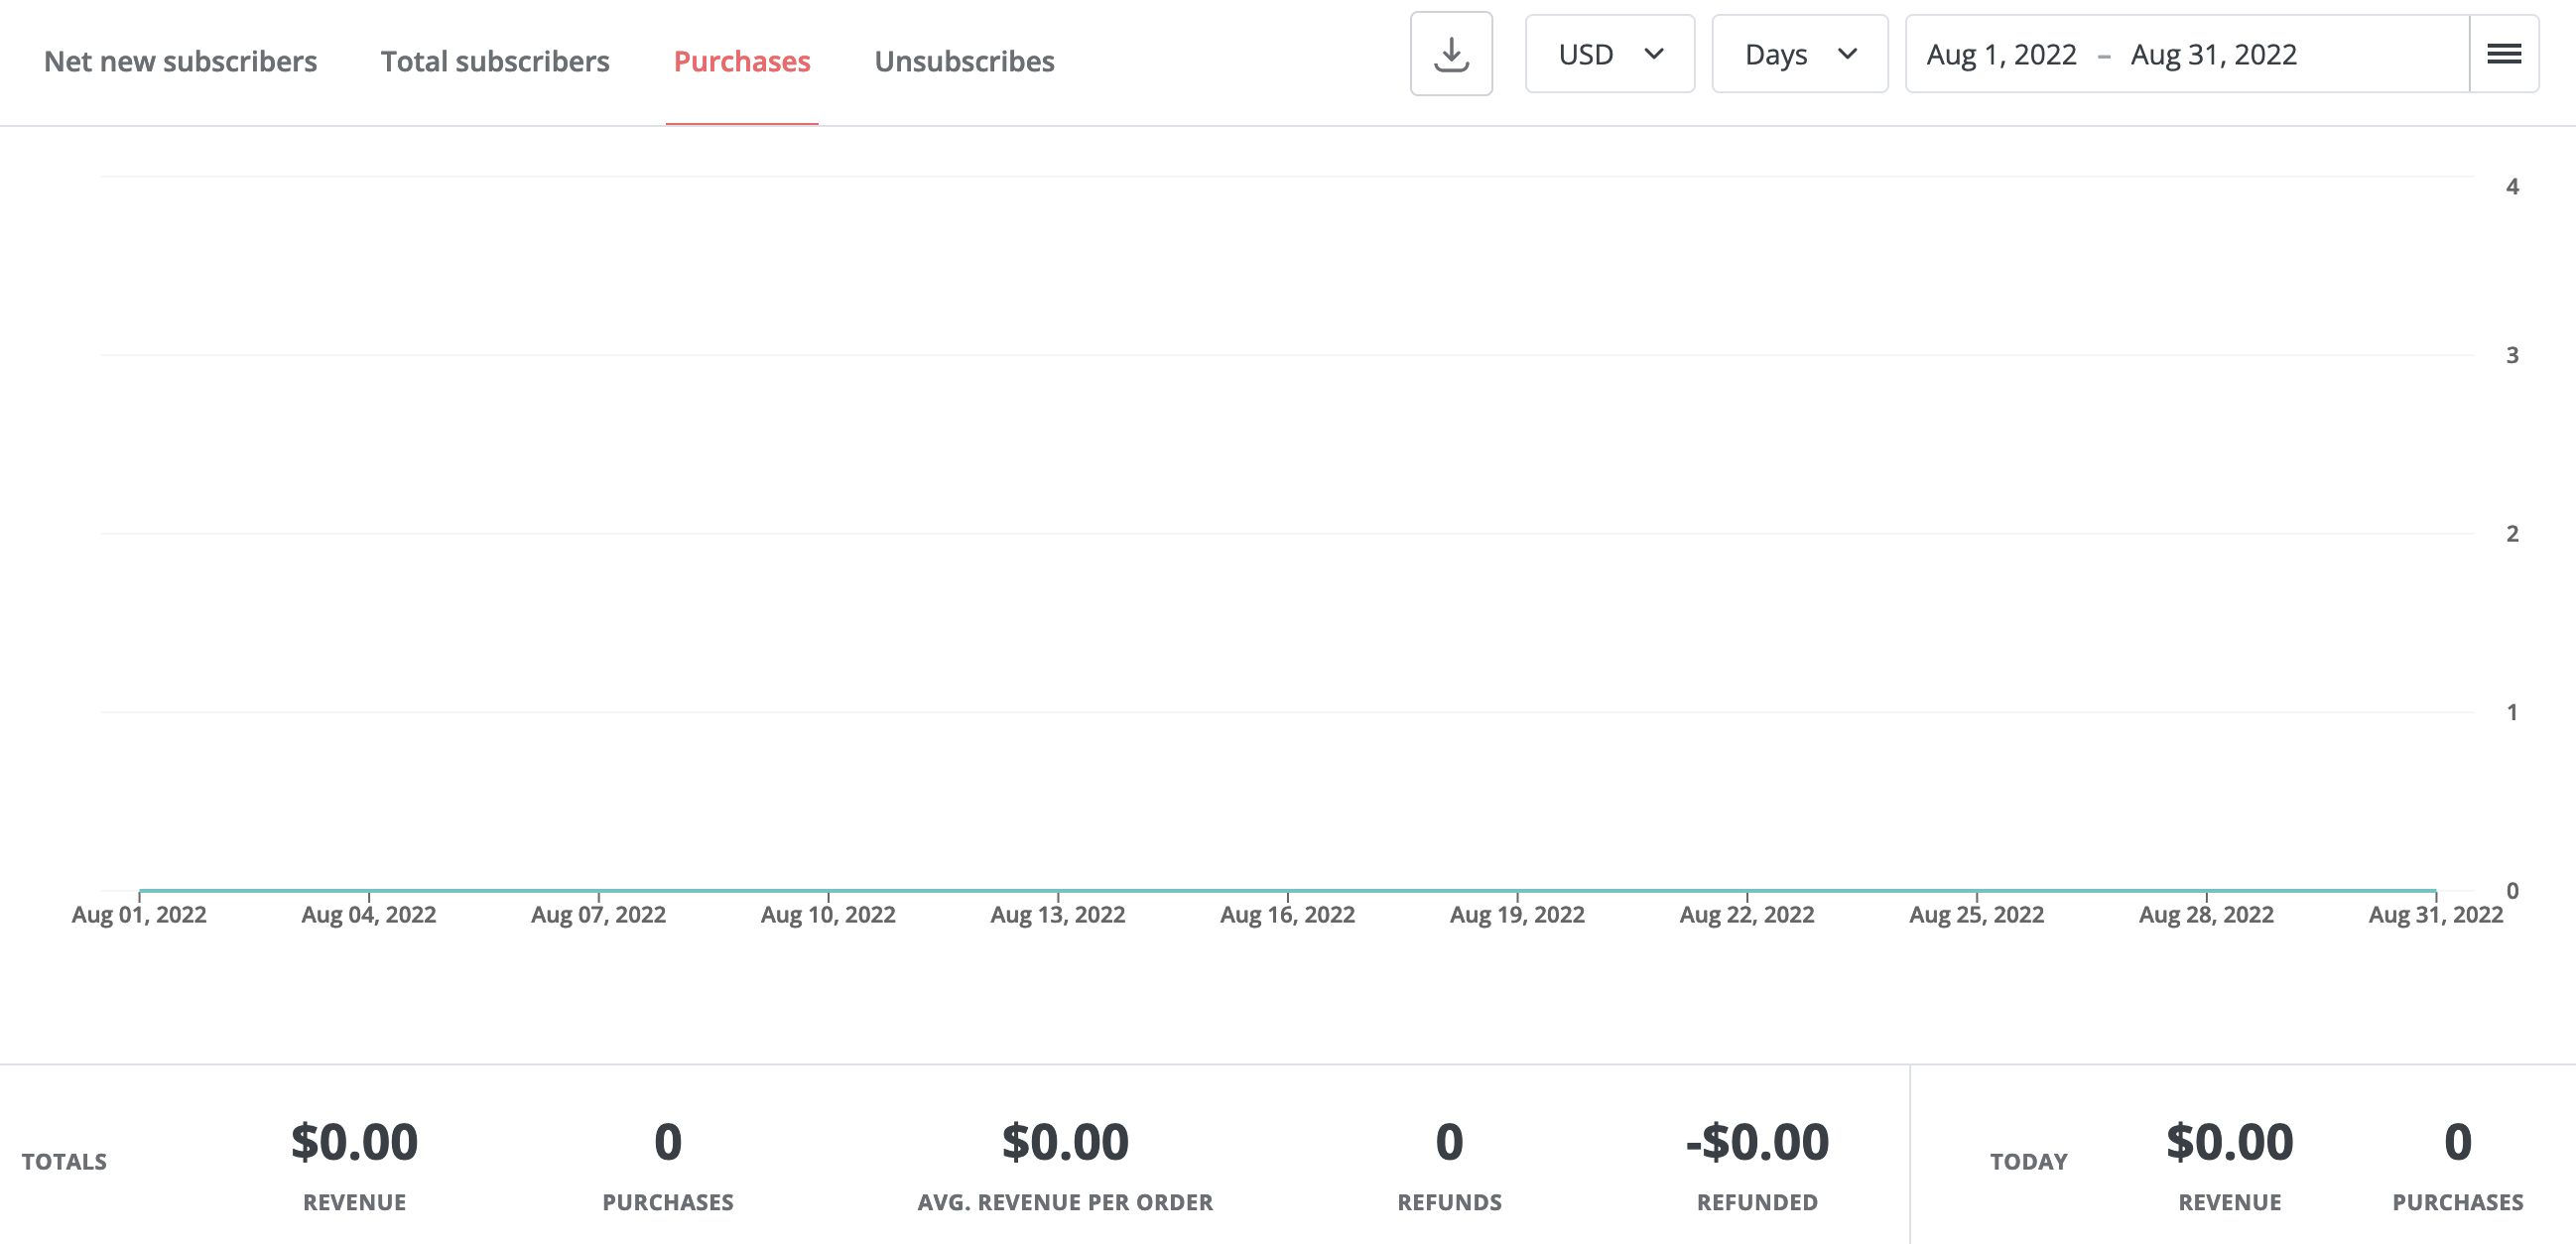 Net new subscribers Total subscribers Purchases Unsubscribes USD Days Aug 1, 2022 – Aug 31, 2022
4
3
2
1
0
Aug 01, 2022 Aug 04, 2022 Aug 07, 2022 Aug 10, 2022 Aug 13, 2022 Aug 16, 2022 Aug 19, 2022 Aug 22, 2022 Aug 25, 2022 Aug 28, 2022 Aug 31, 2022
TOTALS
$0.00 0 $0.00 0 -$0.00
REVENUE PURCHASES AVG. REVENUE PER ORDER REFUNDS REFUNDED
TODAY
$0.00 0
REVENUE PURCHASES